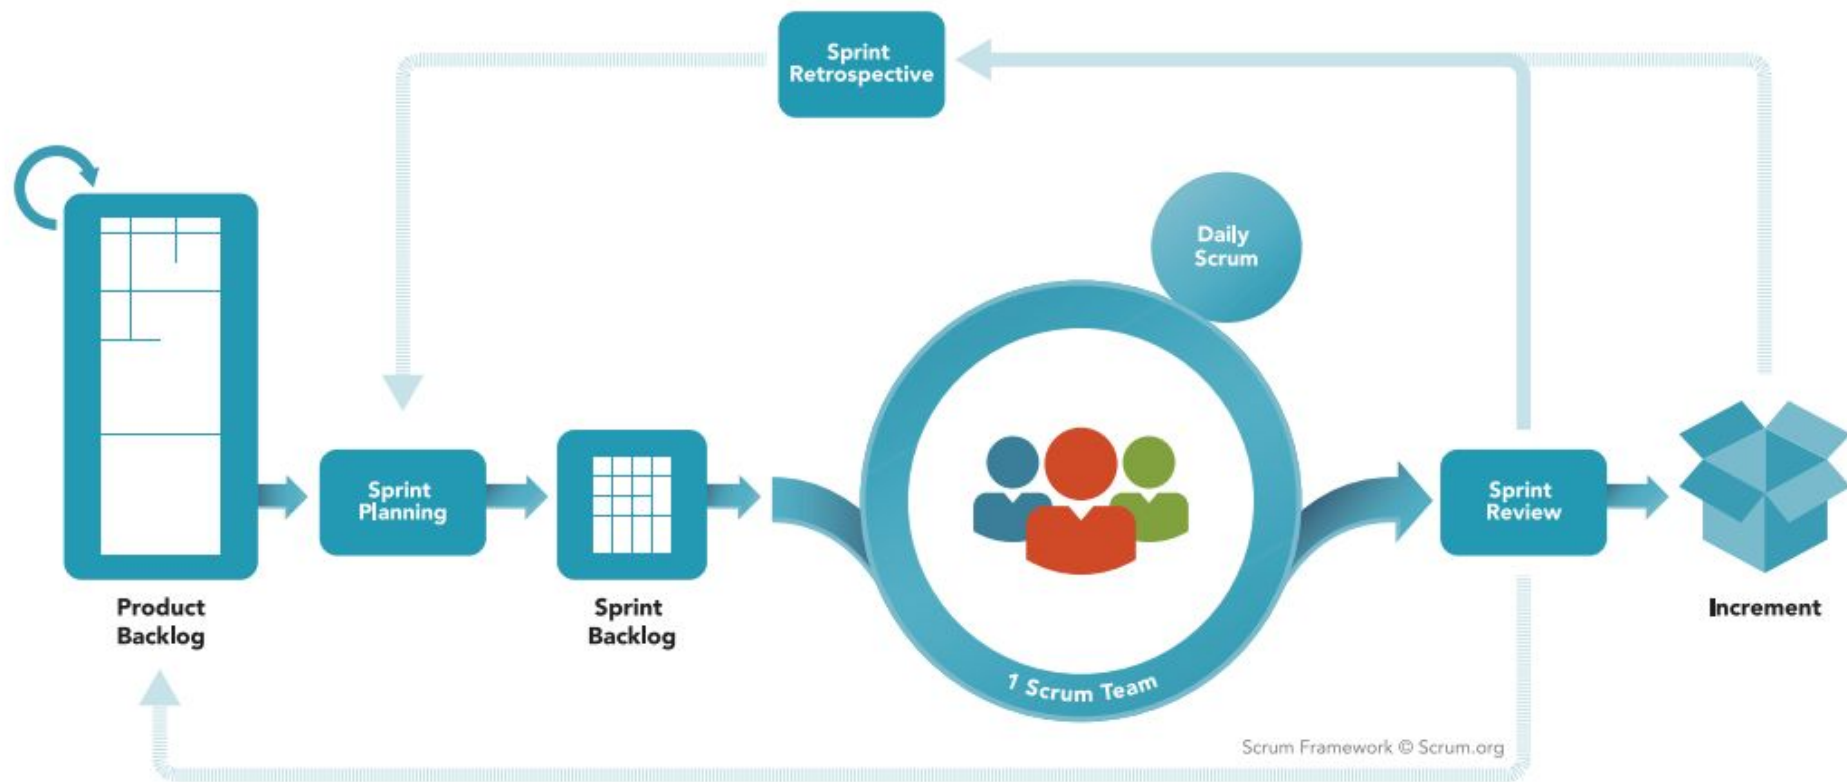 Sprint
Retrospective
Daily
Scrum
Sprint
Planning
Sprint
Review
Product
Backlog
Sprint
Backlog
Increment
1 Scrum Team
Scrum Framework © Scrum.org